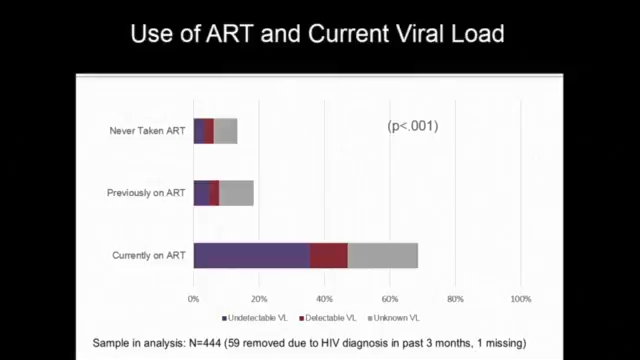 Use of ART and Current Viral Load
(p<.001)
Never Taken ART
Previously on ART
Currently on ART
0% 20% 40% 60% 80% 100%
Undetectable VL Detectable VL Unknown VL
Sample in analysis: N=444 (59 removed due to HIV diagnosis in past 3 months, 1 missing)